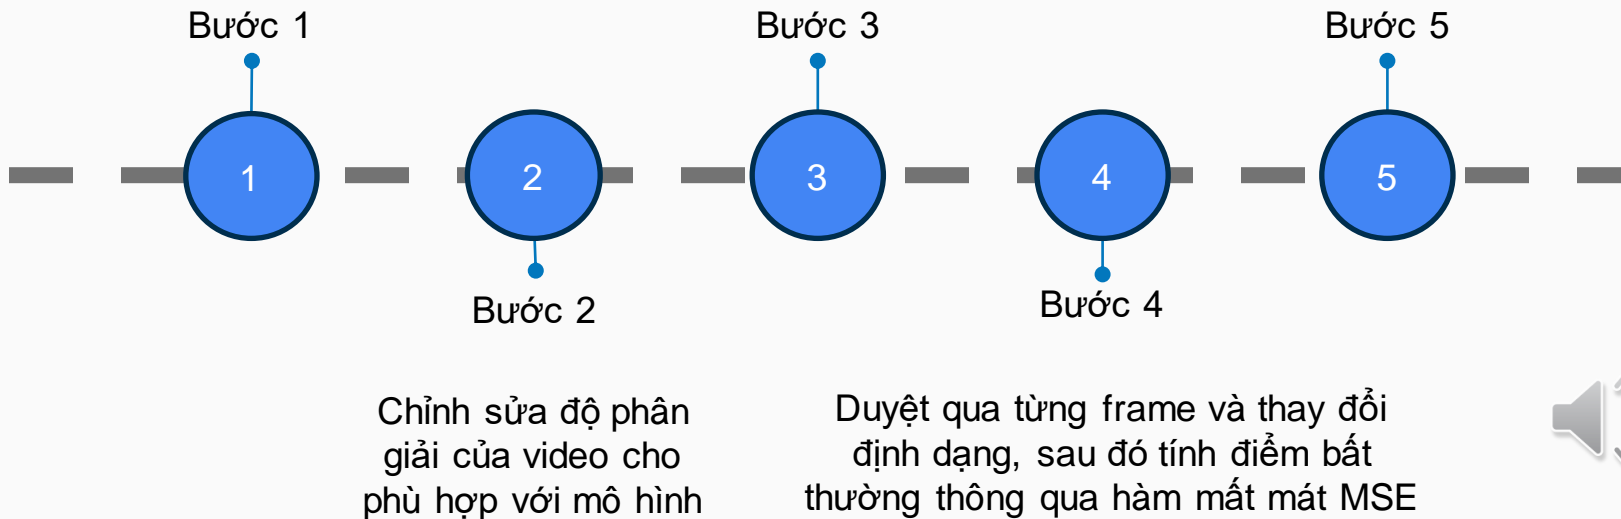 Bước 1
Bước 3
Bước 5
1
2
3
4
5
Bước 2
Bước 4
Chỉnh sửa độ phân
giải của video cho
phù hợp với mô hình
Duyệt qua từng frame và thay đổi
định dạng, sau đó tính điểm bất
thường thông qua hàm mất mát MSE